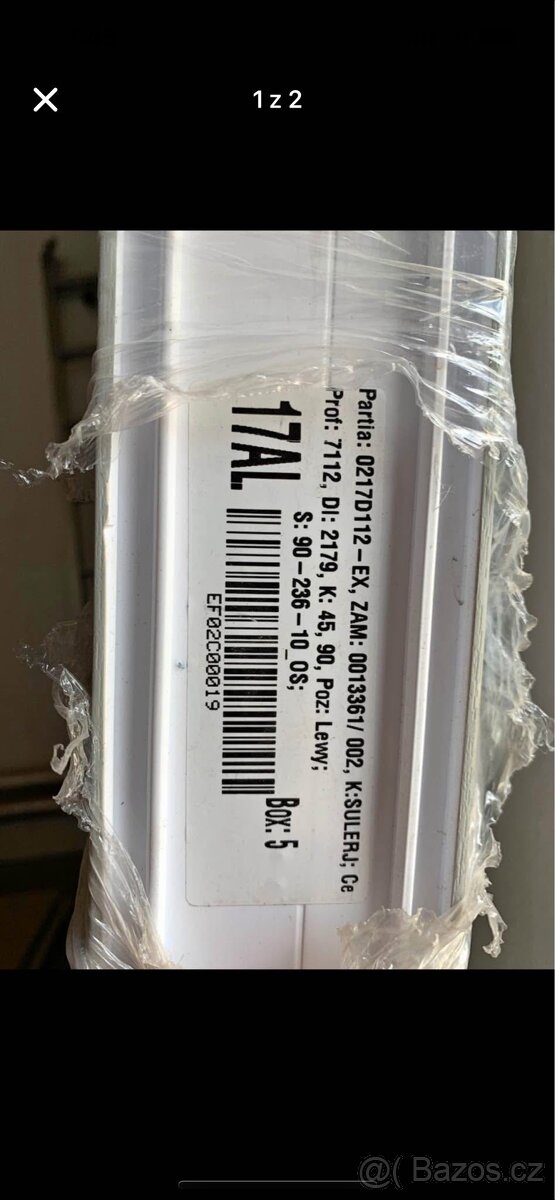 1 z 2
Partia: 0217D112-EX, ZAM: 0013361/002, K:SULERJ; Ce
Prof: 7112, Dl: 2179, K: 45, 90, Poz: Lewy;
S: 90-236-10_OS;
17AL
EF02C00019
Box: 5
@( Bazos.cz